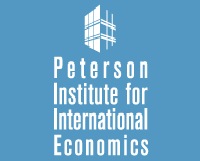 Peterson
Institute for
International
Economics